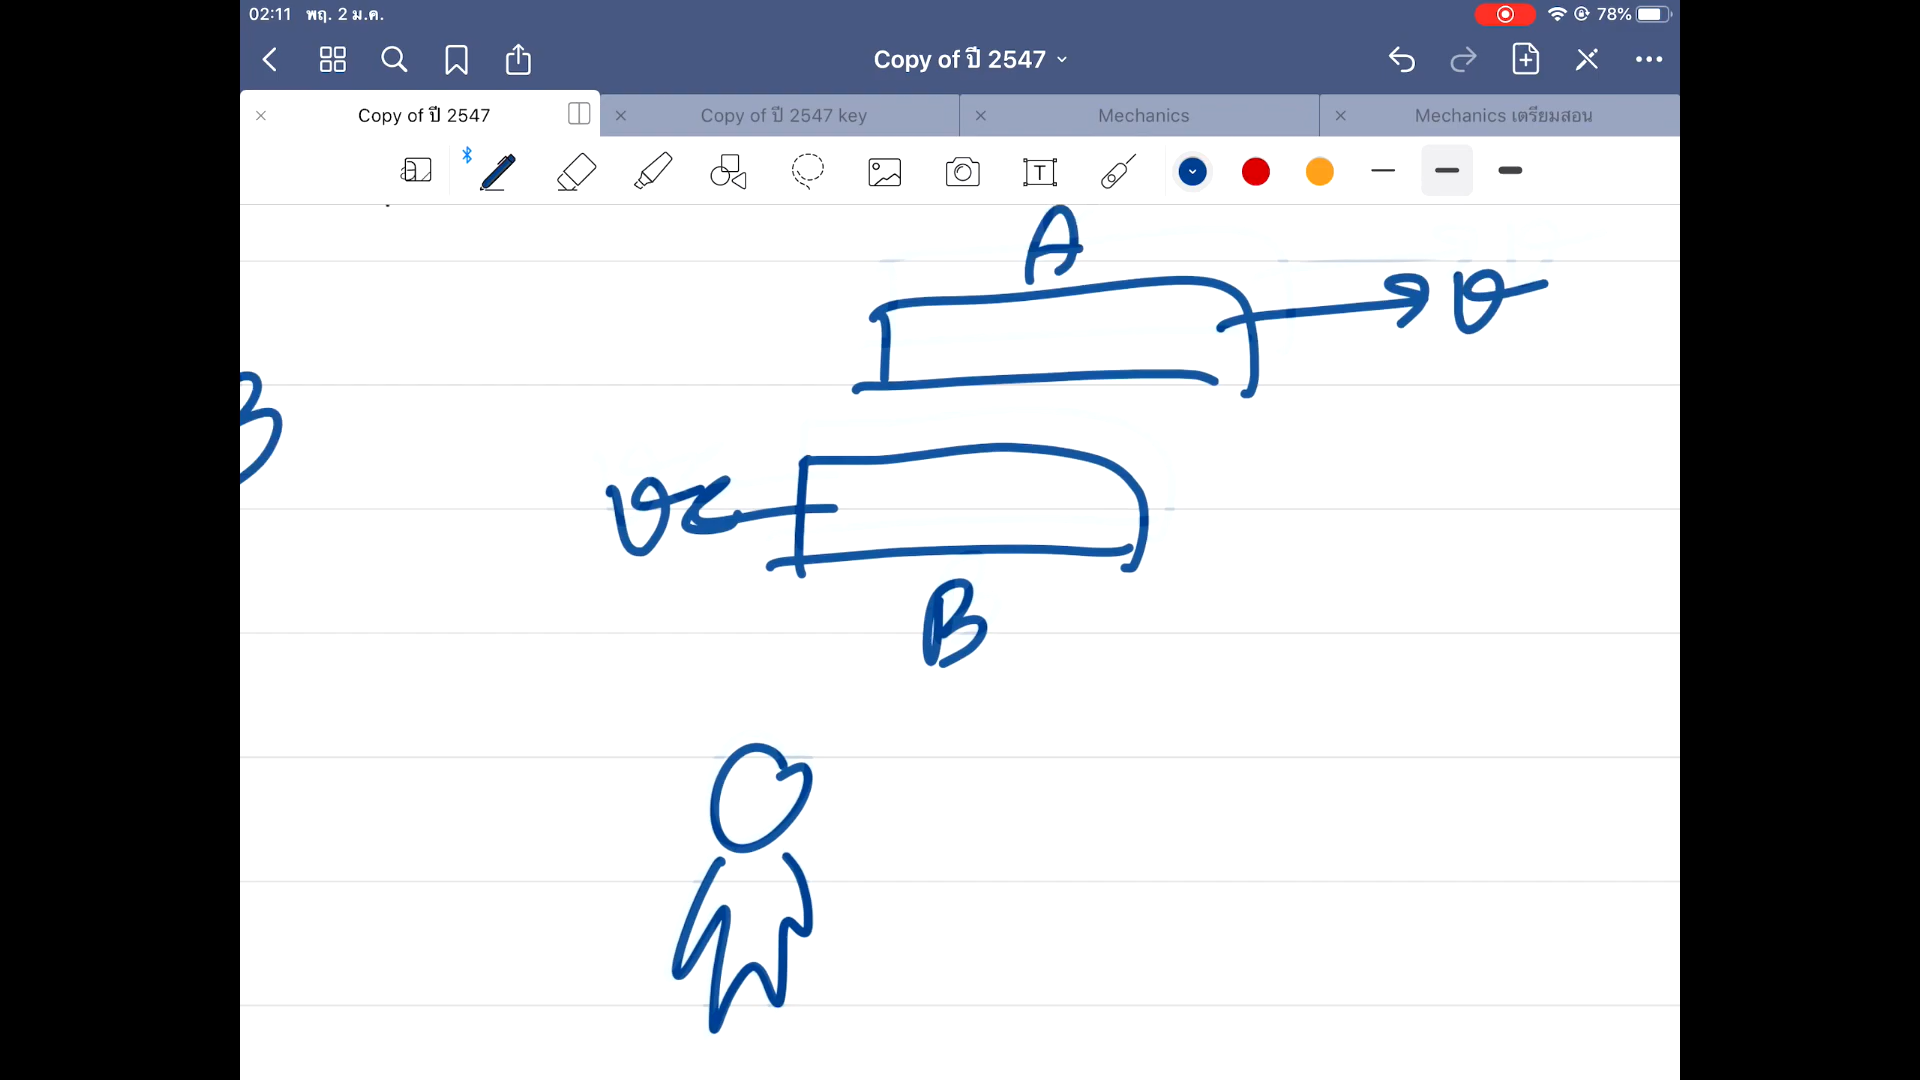 02:11 พฤ. 2 ม.ค. 78%
Copy of ปี 2547
Copy of ปี 2547 Copy of ปี 2547 key Mechanics Mechanics เตรียมสอน
A
v
B
v
B